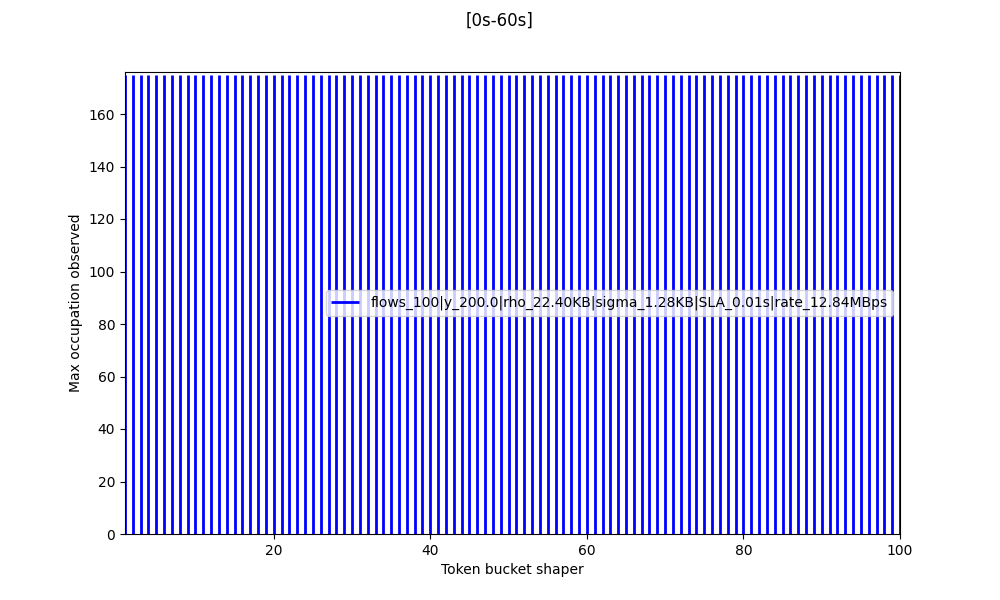 [0s-60s]
160
140
120
100
80
60
40
20
0
Max occupation observed
flows_100|y_200.0|rho_22.40KB|sigma_1.28KB|SLA_0.01s|rate_12.84MBps
20 40 60 80 100
Token bucket shaper